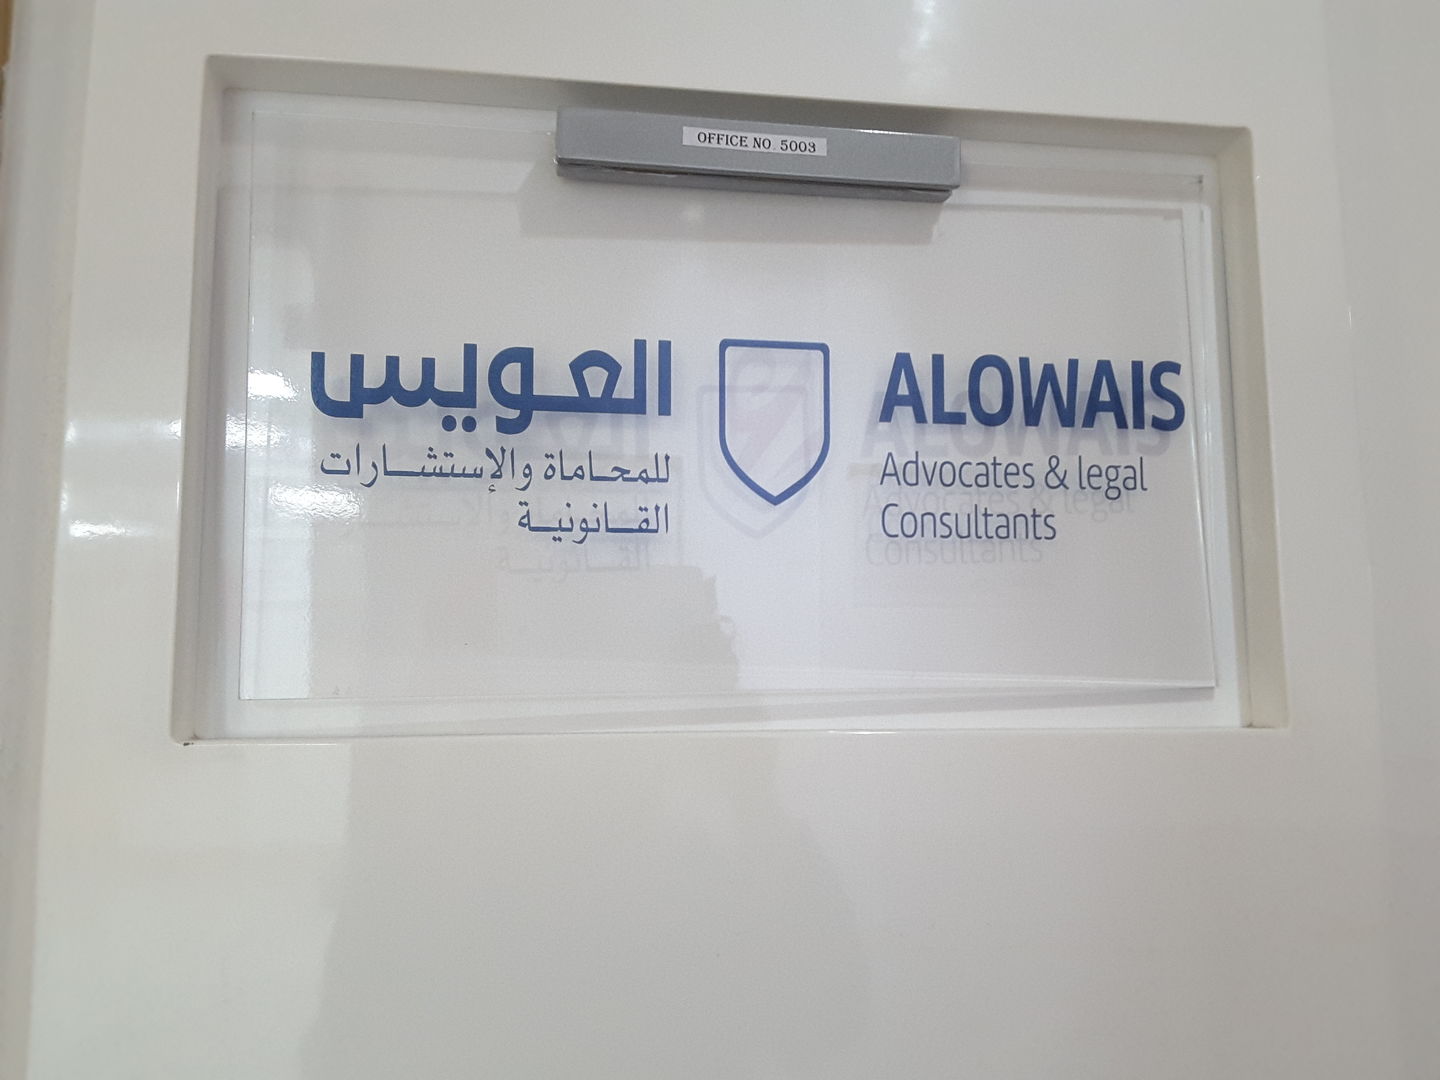 OFFICE NO. 5003
العويس
للمحاماة والإستشارات
القانونية
ALOWAIS
Advocates & legal
Consultants